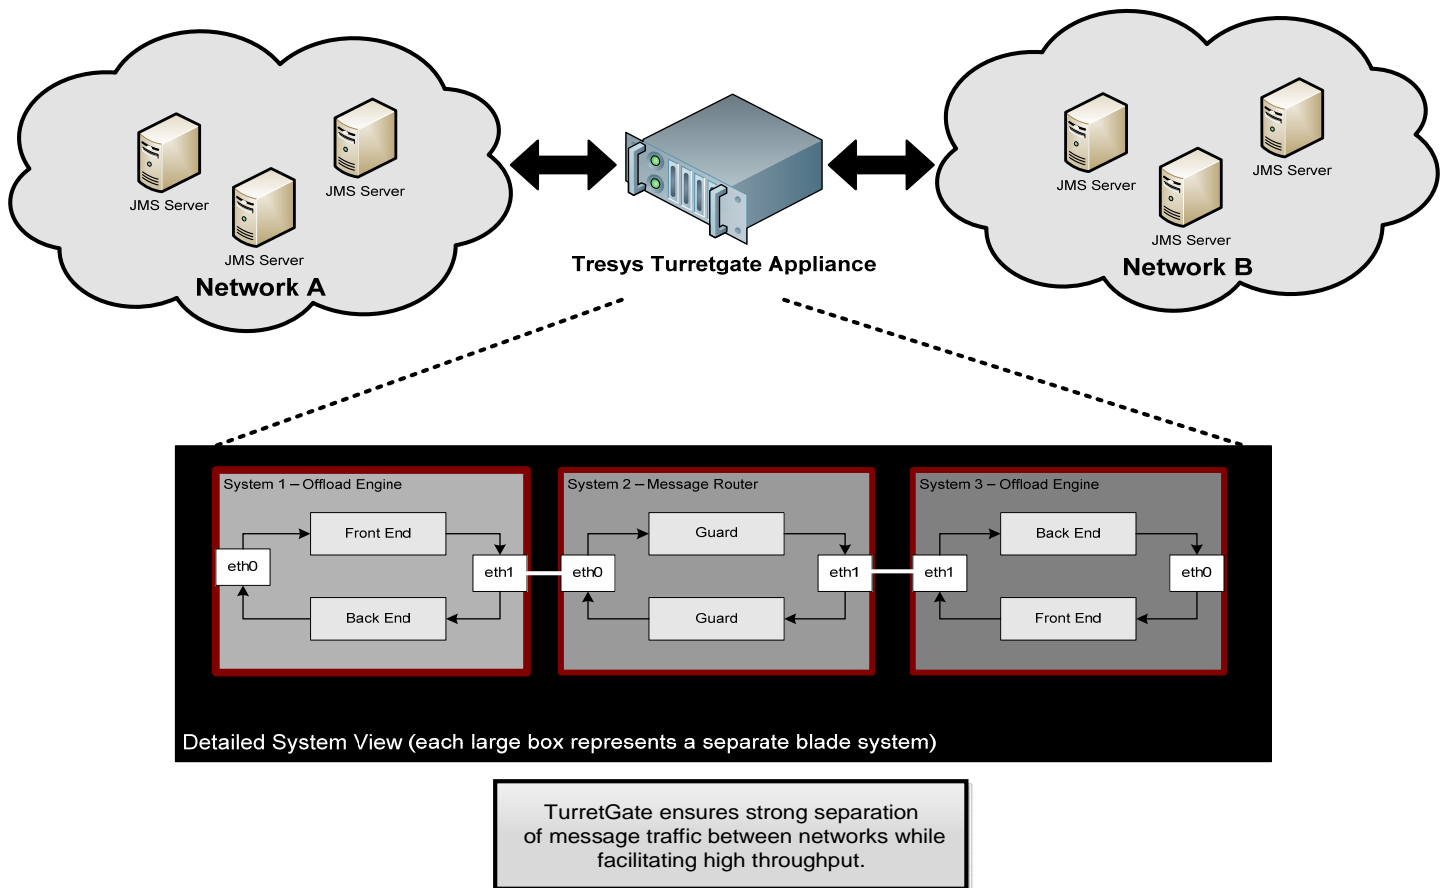 JMS Server
JMS Server
JMS Server
Network A
Tresys Turretgate Appliance
JMS Server
JMS Server
JMS Server
Network B
System 1 – Offload Engine
Front End
eth0
eth1
Back End
System 2 – Message Router
Guard
eth0
eth1
Guard
System 3 – Offload Engine
Back End
eth1
eth0
Front End
Detailed System View (each large box represents a separate blade system)
TurretGate ensures strong separation
of message traffic between networks while
facilitating high throughput.